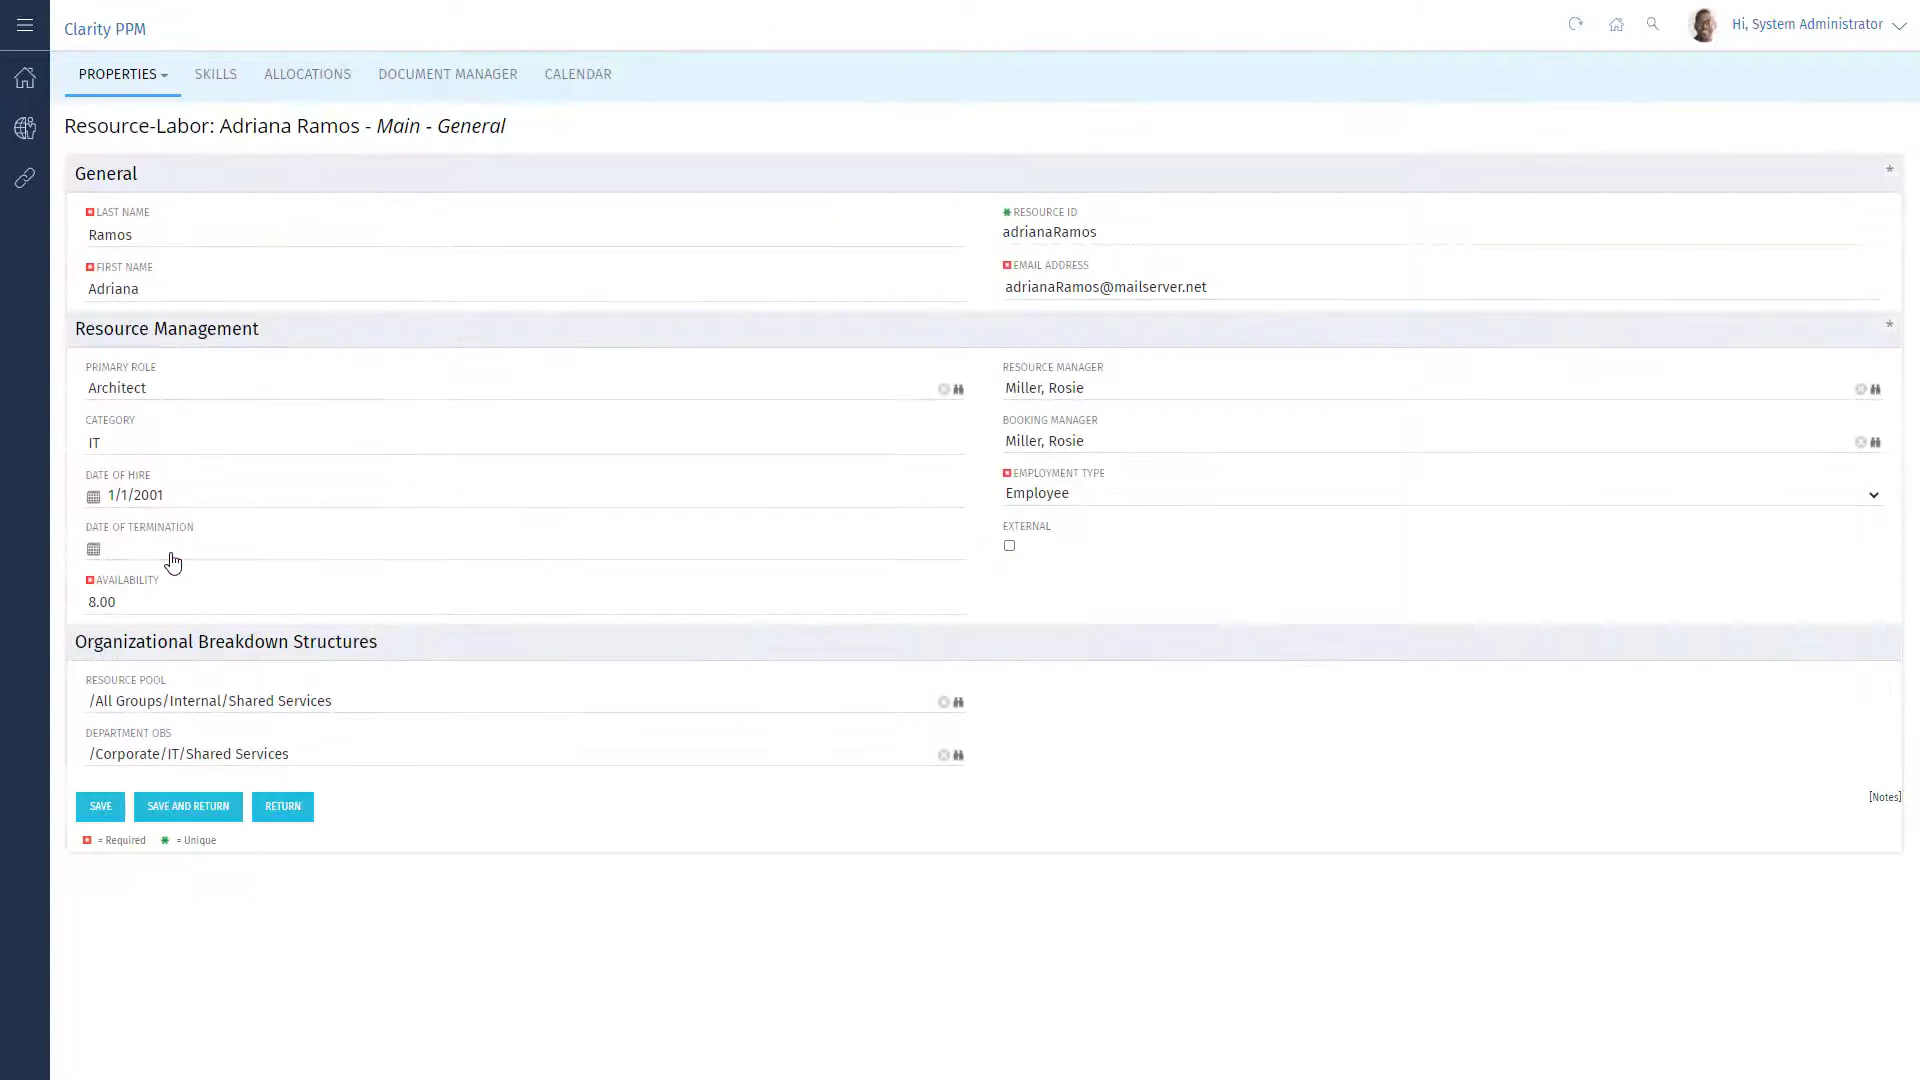 Clarity PPM
Hi, System Administrator
PROPERTIES
SKILLS
ALLOCATIONS
DOCUMENT MANAGER
CALENDAR
Resource-Labor: Adriana Ramos - Main - General
General
*
LAST NAME
Ramos
RESOURCE ID
adrianaRamos
FIRST NAME
Adriana
EMAIL ADDRESS
adrianaRamos@mailserver.net
Resource Management
*
PRIMARY ROLE
Architect
RESOURCE MANAGER
Miller, Rosie
CATEGORY
IT
BOOKING MANAGER
Miller, Rosie
DATE OF HIRE
1/1/2001
EMPLOYMENT TYPE
Employee
DATE OF TERMINATION
EXTERNAL
AVAILABILITY
8.00
Organizational Breakdown Structures
RESOURCE POOL
/All Groups/Internal/Shared Services
DEPARTMENT OBS
/Corporate/IT/Shared Services
SAVE
SAVE AND RETURN
RETURN
[Notes]
= Required
= Unique